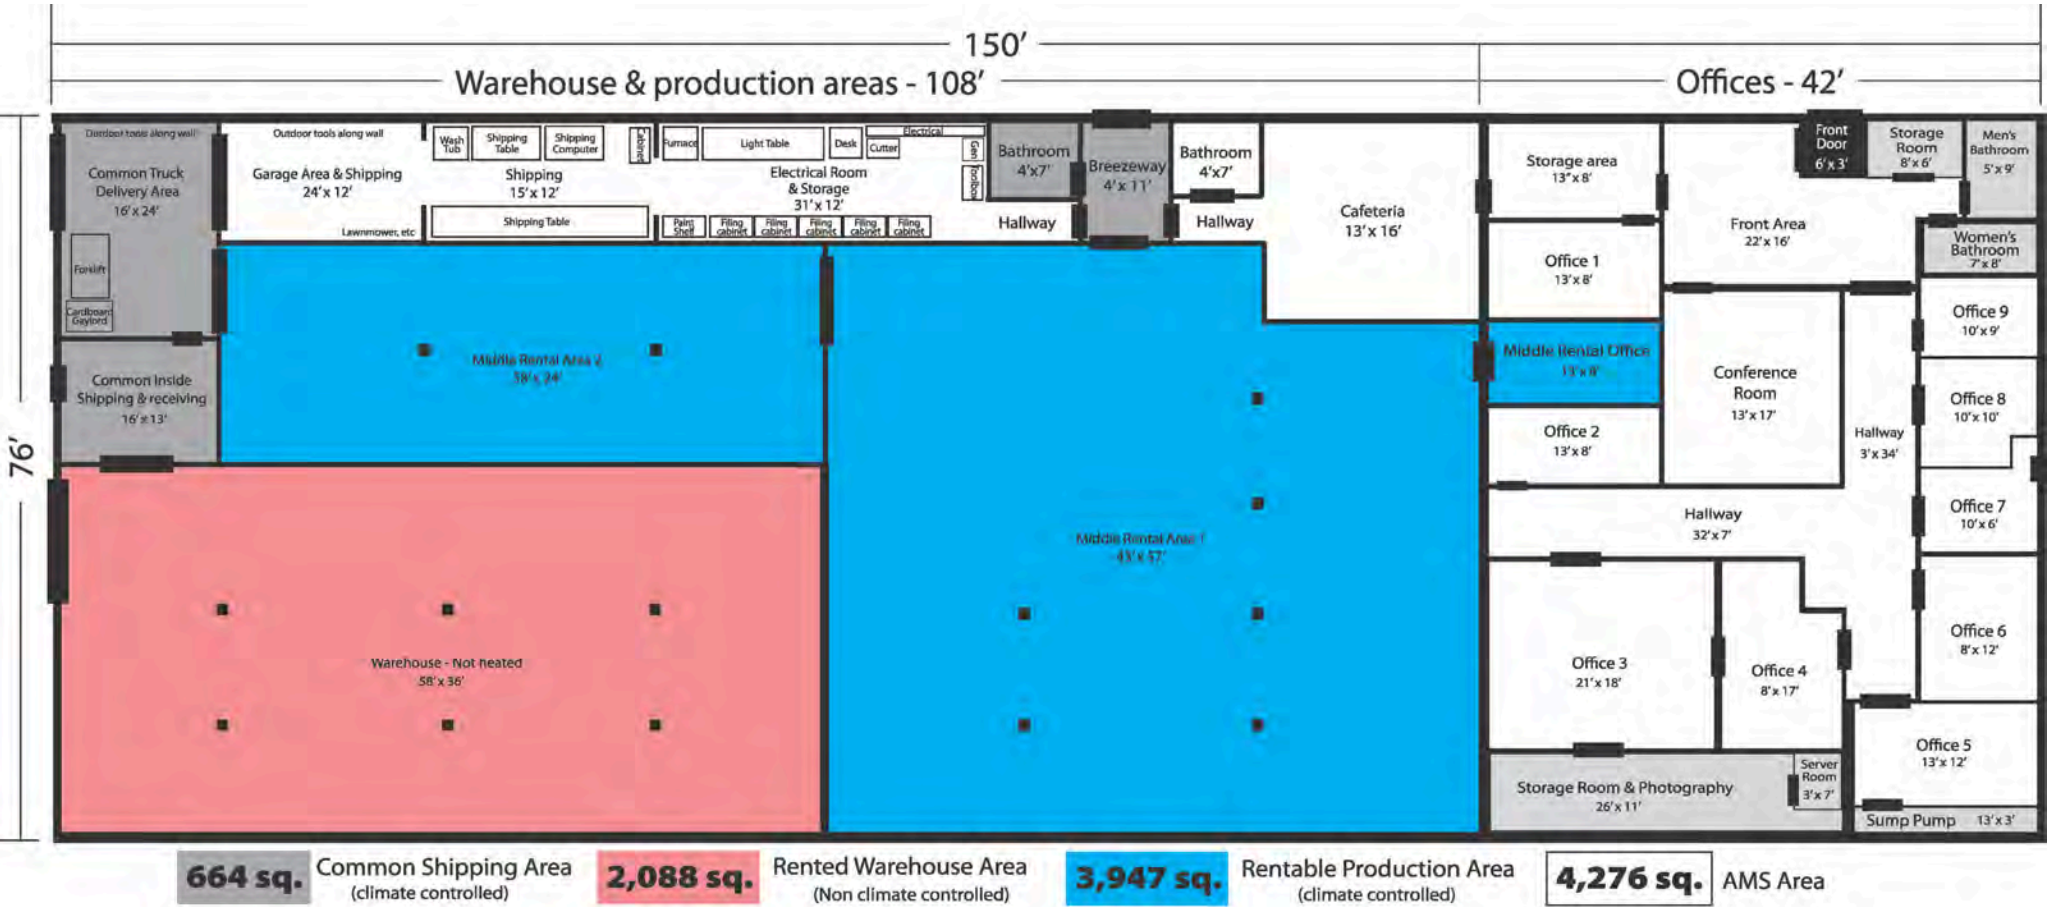 150'
Warehouse & production areas - 108'
Offices - 42'
76'
Outdoor tools along wall
Common Truck
Delivery Area
16' x 24'
Forklift
Cardboard
Gaylord
Common Inside
Shipping & receiving
16' x 13'
Outdoor tools along wall
Garage Area & Shipping
24' x 12'
Lawnmower, etc
Wash
Tub
Shipping
Table
Shipping
Computer
Cabinet
Shipping
15' x 12'
Shipping Table
Furnace
Light Table
Desk
Electrical
Cutter
Gen
Toolbox
Electrical Room
& Storage
31' x 12'
Paint
Shelf
Filing
cabinet
Filing
cabinet
Filing
cabinet
Filing
cabinet
Filing
cabinet
Bathroom
4'x7'
Hallway
Breezeway
4' x 11'
Bathroom
4'x7'
Hallway
Cafeteria
13' x 16'
Middle Rental Area 2
58' x 24'
Middle Rental Area 1
43' x 57'
Warehouse - Not heated
58' x 36'
Storage area
13" x 8'
Office 1
13' x 8'
Middle Rental Office
13' x 8'
Office 2
13' x 8'
Front
Door
6' x 3'
Storage
Room
8' x 6'
Men's
Bathroom
5' x 9'
Front Area
22' x 16'
Women's
Bathroom
7' x 8'
Conference
Room
13' x 17'
Hallway
3' x 34'
Office 9
10' x 9'
Office 8
10' x 10'
Office 7
10' x 6'
Hallway
32' x 7'
Office 3
21' x 18'
Office 4
8' x 17'
Office 6
8' x 12'
Office 5
13' x 12'
Storage Room & Photography
26' x 11'
Server
Room
3' x 7'
Sump Pump 13' x 3'
664 sq.
Common Shipping Area
(climate controlled)
2,088 sq.
Rented Warehouse Area
(Non climate controlled)
3,947 sq.
Rentable Production Area
(climate controlled)
4,276 sq.
AMS Area